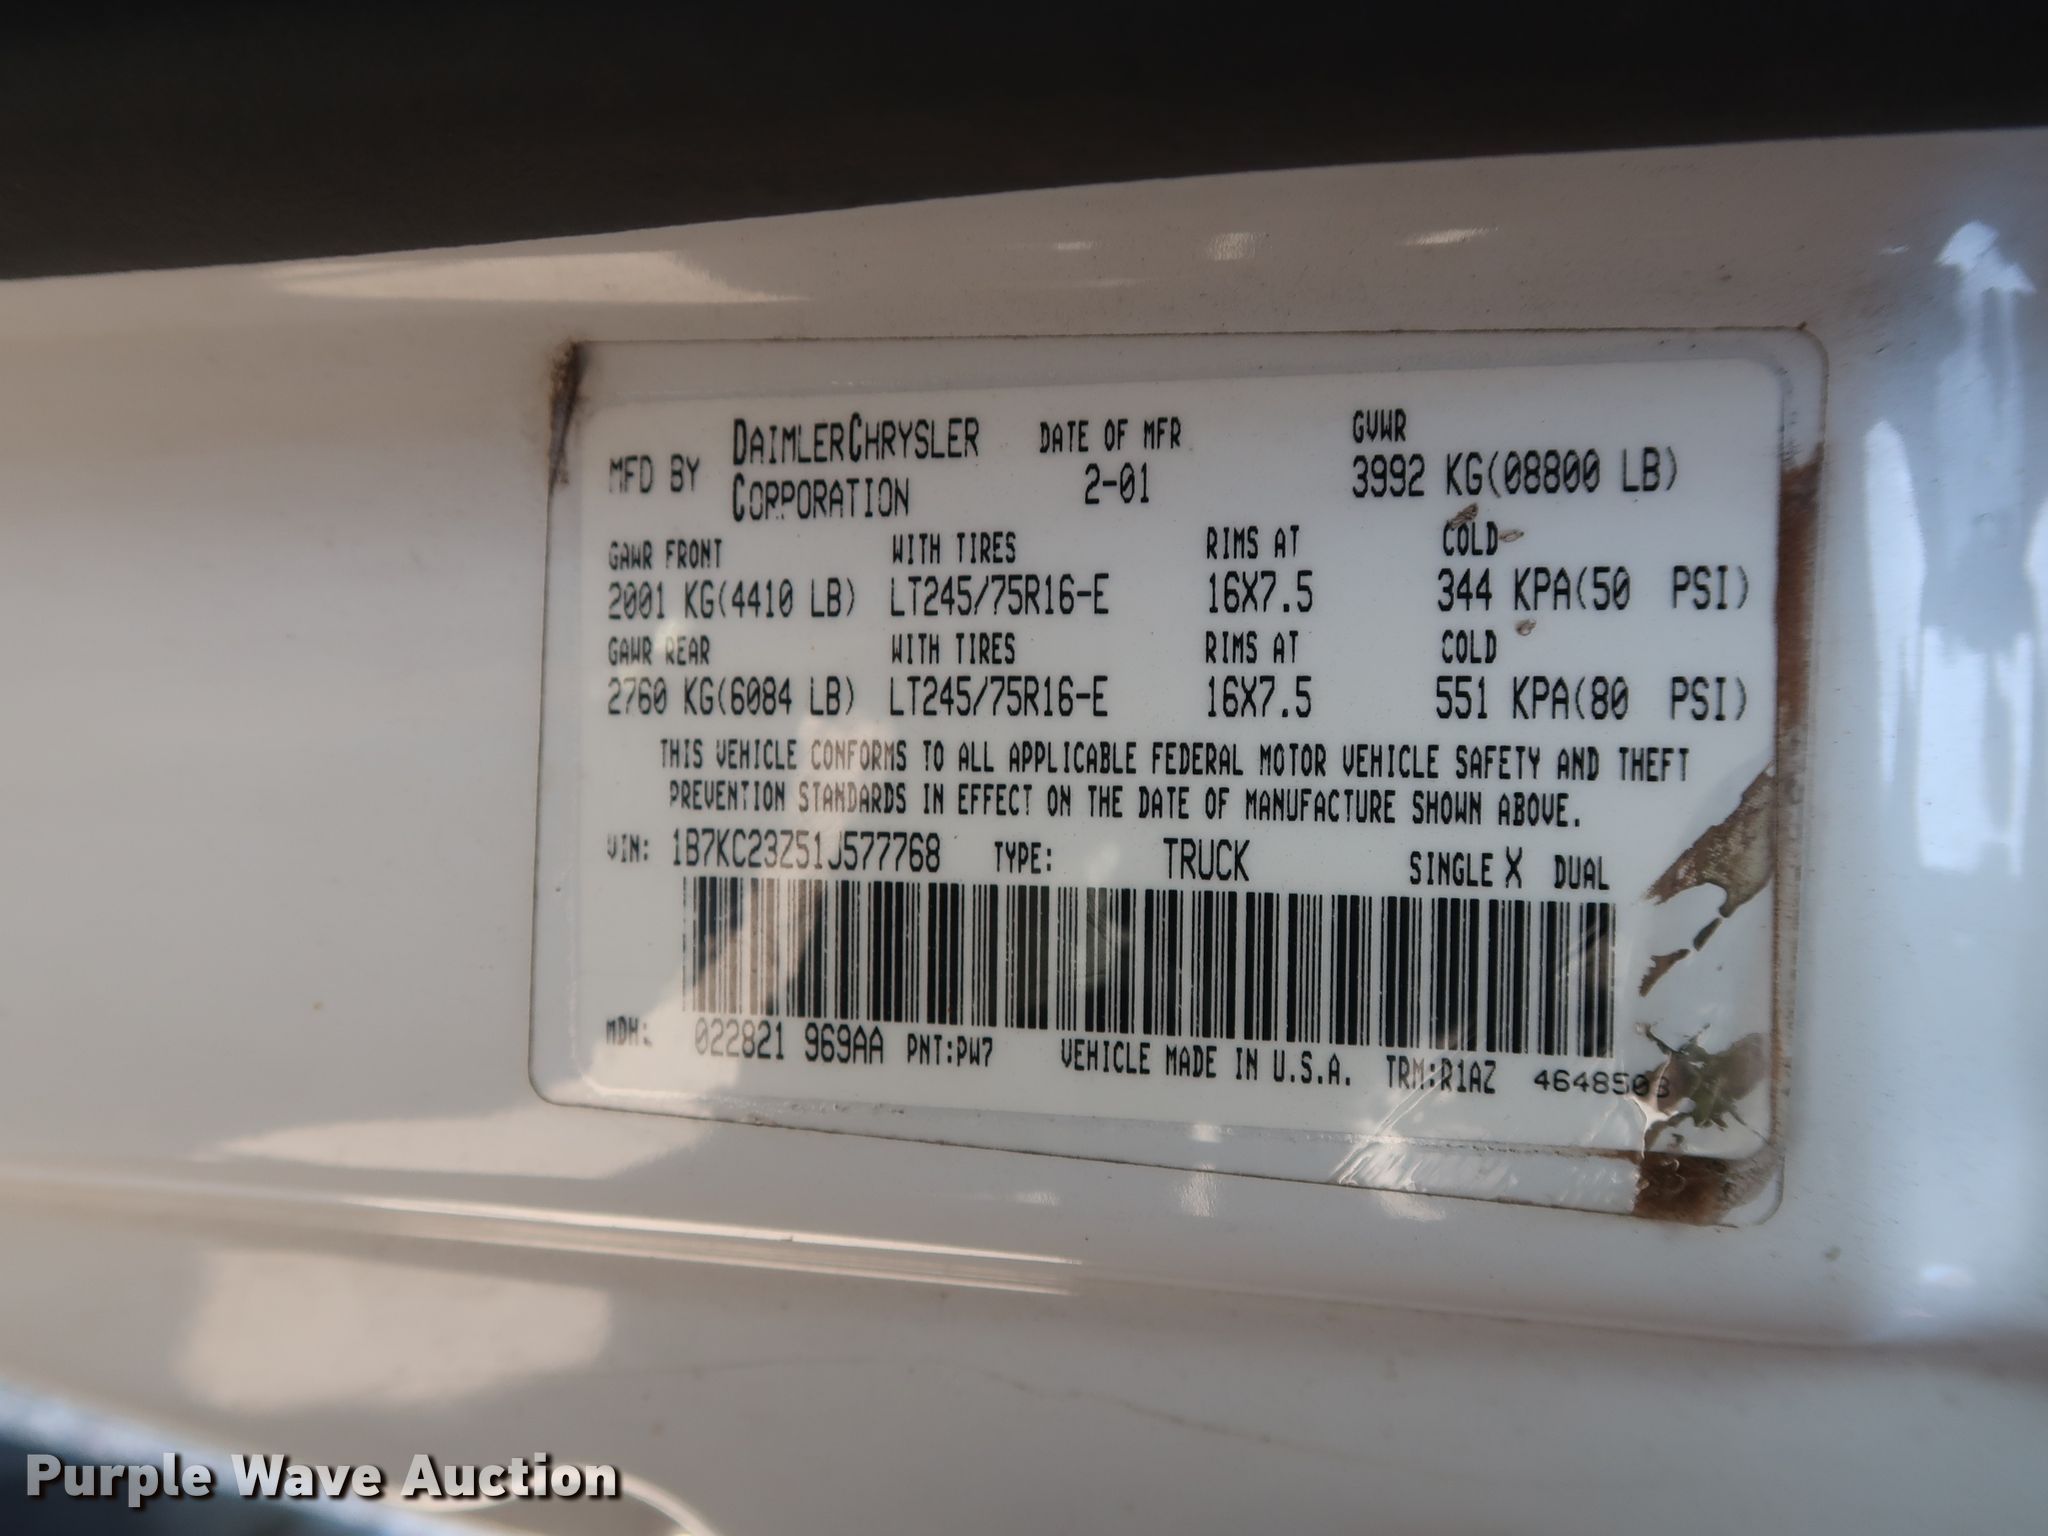 MFD BY DAIMLERCHRYSLER CORPORATION
DATE OF MFR
2-01
GVWR
3992 KG(08800 LB)
GAWR FRONT WITH TIRES RIMS AT COLD
2001 KG(4410 LB) LT245/75R16-E 16X7.5 344 KPA(50 PSI)
GAWR REAR WITH TIRES RIMS AT COLD
2760 KG(6084 LB) LT245/75R16-E 16X7.5 551 KPA(80 PSI)
THIS VEHICLE CONFORMS TO ALL APPLICABLE FEDERAL MOTOR VEHICLE SAFETY AND THEFT
PREVENTION STANDARDS IN EFFECT ON THE DATE OF MANUFACTURE SHOWN ABOVE.
VIN: 1B7KC23Z51J577768 TYPE: TRUCK SINGLE X DUAL
MDH: 022821 969AA PNT:PW7 VEHICLE MADE IN U.S.A. TRM:R1AZ 4648503
Purple Wave Auction